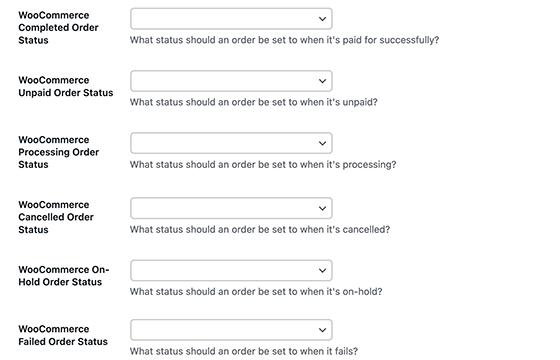 WooCommerce
Completed Order
Status
What status should an order be set to when it's paid for successfully?
WooCommerce
Unpaid Order Status
What status should an order be set to when it's unpaid?
WooCommerce
Processing Order
Status
What status should an order be set to when it's processing?
WooCommerce
Cancelled Order
Status
What status should an order be set to when it's cancelled?
WooCommerce On-
Hold Order Status
What status should an order be set to when it's on-hold?
WooCommerce
Failed Order Status
What status should an order be set to when it fails?